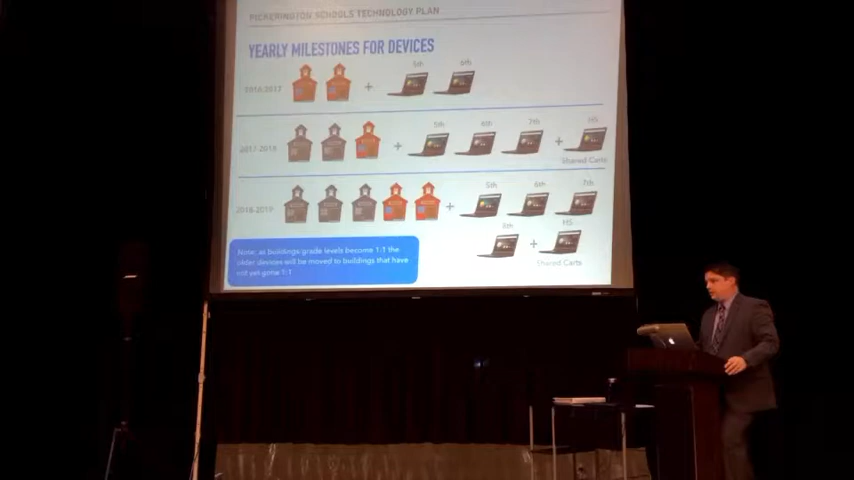 PICKERINGTON SCHOOLS TECHNOLOGY PLAN
YEARLY MILESTONES FOR DEVICES
2016-2017 + 5th 6th
2017-2018 + 5th 6th 7th + HS
Shared Carts
2018-2019 + 5th 6th 7th
8th + HS
Shared Carts
Note: as buildings grade levels become 1:1 the
older devices will be moved to buildings that have
not yet gone 1:1